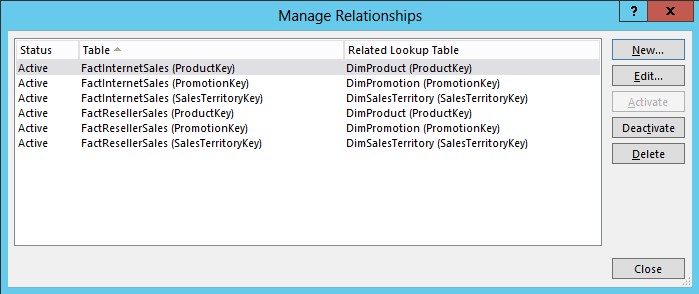 Manage Relationships
? X
Status Table Related Lookup Table
Active FactInternetSales (ProductKey) DimProduct (ProductKey)
Active FactInternetSales (PromotionKey) DimPromotion (PromotionKey)
Active FactInternetSales (SalesTerritoryKey) DimSalesTerritory (SalesTerritoryKey)
Active FactResellerSales (ProductKey) DimProduct (ProductKey)
Active FactResellerSales (PromotionKey) DimPromotion (PromotionKey)
Active FactResellerSales (SalesTerritoryKey) DimSalesTerritory (SalesTerritoryKey)
New...
Edit...
Activate
Deactivate
Delete
Close